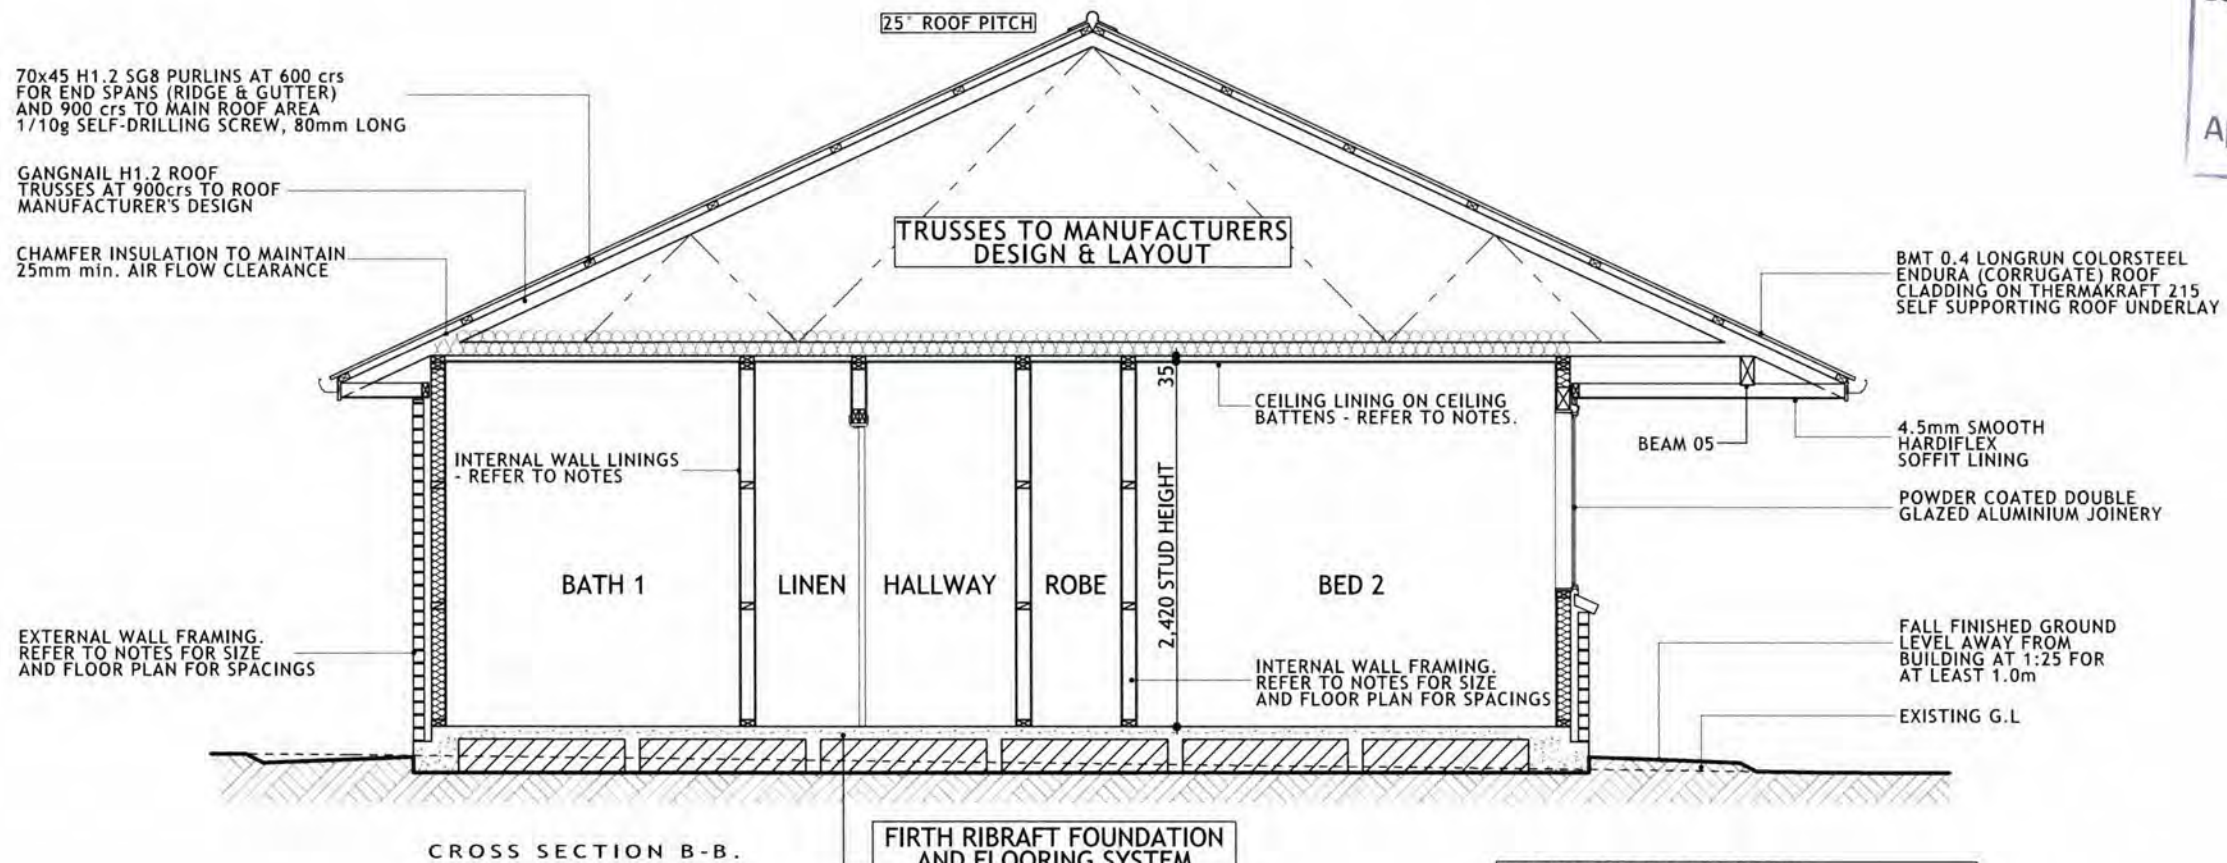 25° ROOF PITCH
70x45 H1.2 SG8 PURLINS AT 600 crs
FOR END SPANS (RIDGE & GUTTER)
AND 900 crs TO MAIN ROOF AREA
1/10g SELF-DRILLING SCREW, 80mm LONG
GANGNAIL H1.2 ROOF
TRUSSES AT 900crs TO ROOF
MANUFACTURER'S DESIGN
CHAMFER INSULATION TO MAINTAIN
25mm min. AIR FLOW CLEARANCE
TRUSSES TO MANUFACTURERS
DESIGN & LAYOUT
BMT 0.4 LONGRUN COLORSTEEL
ENDURA (CORRUGATE) ROOF
CLADDING ON THERMAKRAFT 215
SELF SUPPORTING ROOF UNDERLAY
35
CEILING LINING ON CEILING
BATTENS - REFER TO NOTES.
BEAM 05
4.5mm SMOOTH
HARDIFLEX
SOFFIT LINING
INTERNAL WALL LININGS
- REFER TO NOTES
POWDER COATED DOUBLE
GLAZED ALUMINIUM JOINERY
2,420 STUD HEIGHT
BATH 1
LINEN
HALLWAY
ROBE
BED 2
EXTERNAL WALL FRAMING.
REFER TO NOTES FOR SIZE
AND FLOOR PLAN FOR SPACINGS
INTERNAL WALL FRAMING.
REFER TO NOTES FOR SIZE
AND FLOOR PLAN FOR SPACINGS
FALL FINISHED GROUND
LEVEL AWAY FROM
BUILDING AT 1:25 FOR
AT LEAST 1.0m
EXISTING G.L
CROSS SECTION B-B.
FIRTH RIBRAFT FOUNDATION
AND FLOORING SYSTEM